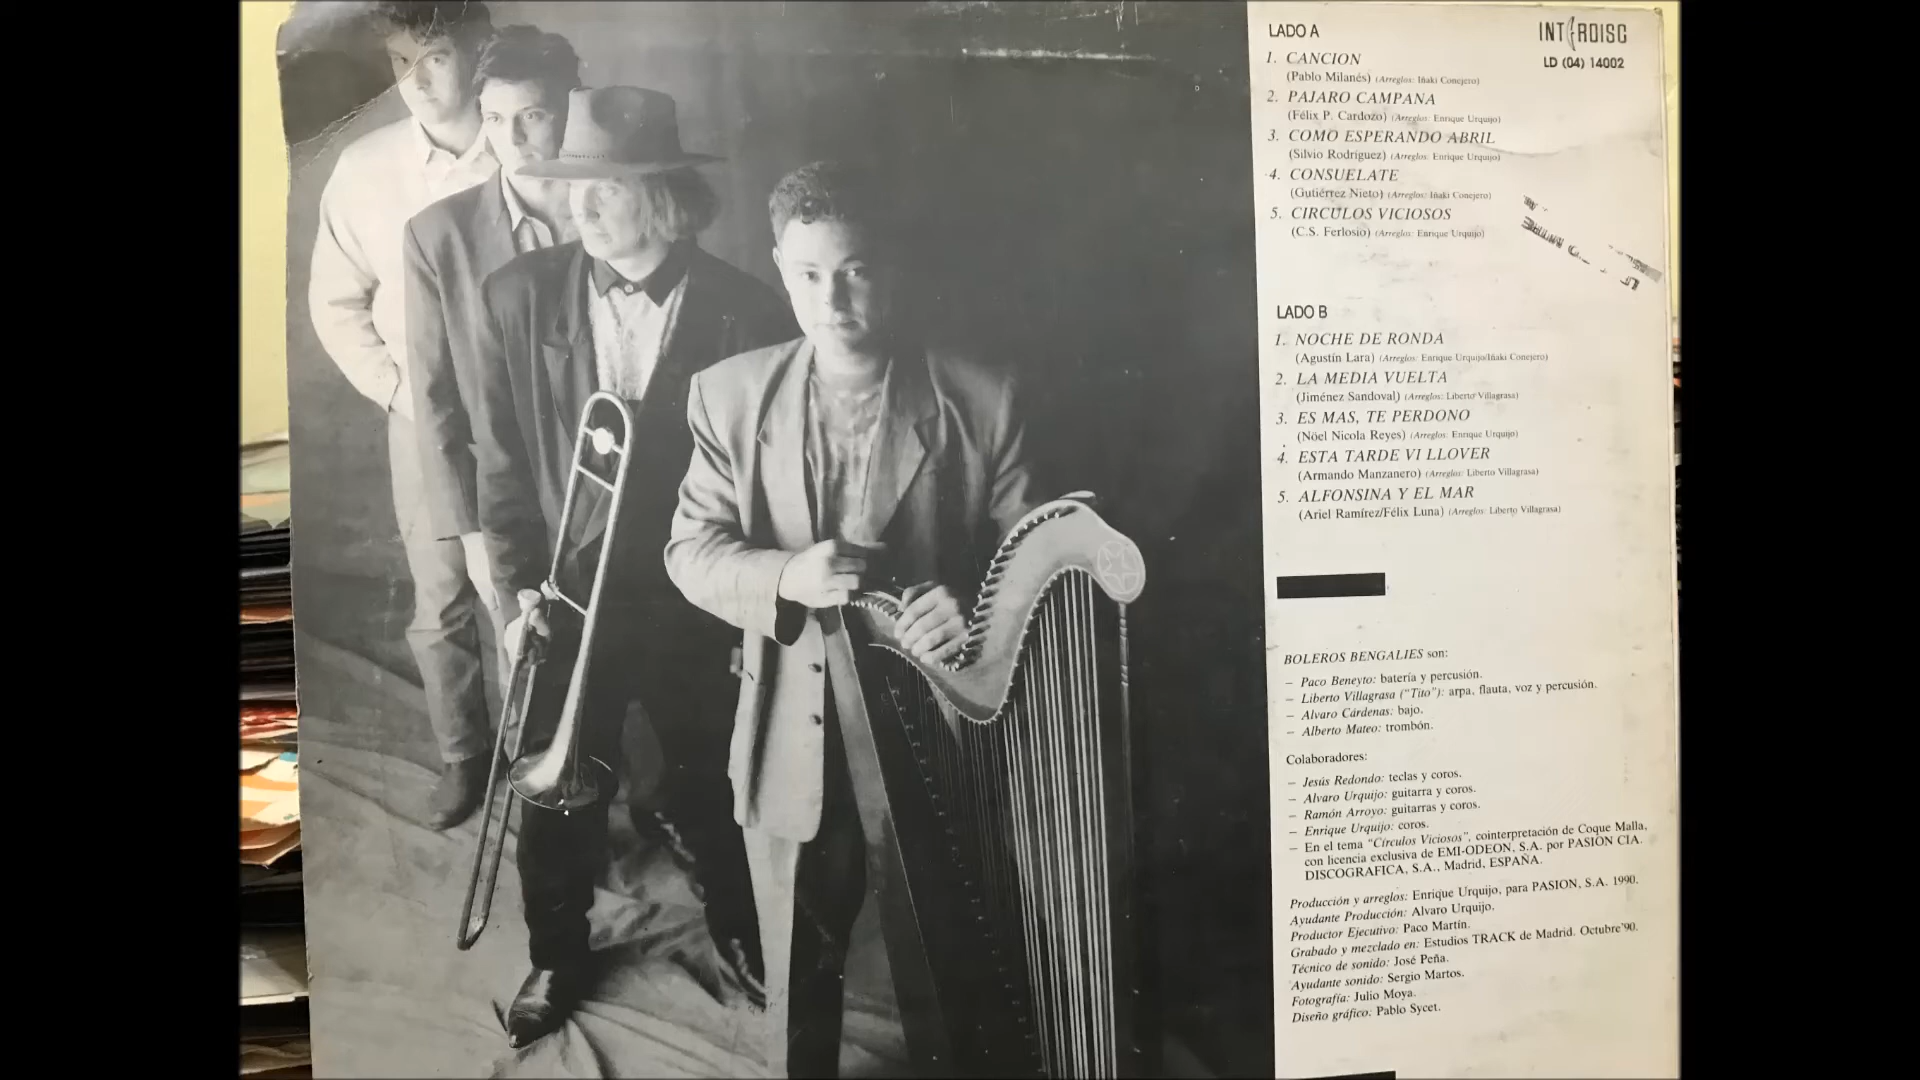 INTERDISC
LD (04) 14002
LADO A
1. CANCION
(Pablo Milanés) (Arreglos: Iñaki Conejero)
2. PAJARO CAMPANA
(Félix P. Cardozo) (Arreglos: Enrique Urquijo)
3. COMO ESPERANDO ABRIL
(Silvio Rodríguez) (Arreglos: Enrique Urquijo)
4. CONSUELATE
(Gutiérrez Nieto) (Arreglos: Iñaki Conejero)
5. CIRCULOS VICIOSOS
(C.S. Ferlosio) (Arreglos: Enrique Urquijo)
LADO B
1. NOCHE DE RONDA
(Agustín Lara) (Arreglos: Enrique Urquijo/Iñaki Conejero)
2. LA MEDIA VUELTA
(Jiménez Sandoval) (Arreglos: Liberto Villagrasa)
3. ES MAS, TE PERDONO
(Nöel Nicola Reyes) (Arreglos: Enrique Urquijo)
4. ESTA TARDE VI LLOVER
(Armando Manzanero) (Arreglos: Liberto Villagrasa)
5. ALFONSINA Y EL MAR
(Ariel Ramírez/Félix Luna) (Arreglos: Liberto Villagrasa)
BOLEROS BENGALIES son:
– Paco Beneyto: batería y percusión.
– Liberto Villagrasa ("Tito"): arpa, flauta, voz y percusión.
– Alvaro Cárdenas: bajo.
– Alberto Mateo: trombón.
Colaboradores:
– Jesús Redondo: teclas y coros.
– Alvaro Urquijo: guitarra y coros.
– Ramón Arroyo: guitarras y coros.
– Enrique Urquijo: coros.
– En el tema "Círculos Viciosos", cointerpretación de Coque Malla,
con licencia exclusiva de EMI-ODEON, S.A. por PASION CIA.
DISCOGRAFICA, S.A., Madrid, ESPAÑA.
Producción y arreglos: Enrique Urquijo, para PASION, S.A. 1990.
Ayudante Producción: Alvaro Urquijo.
Productor Ejecutivo: Paco Martín.
Grabado y mezclado en: Estudios TRACK de Madrid. Octubre'90.
Técnico de sonido: José Peña.
Ayudante sonido: Sergio Martos.
Fotografía: Julio Moya.
Diseño gráfico: Pablo Sycet.